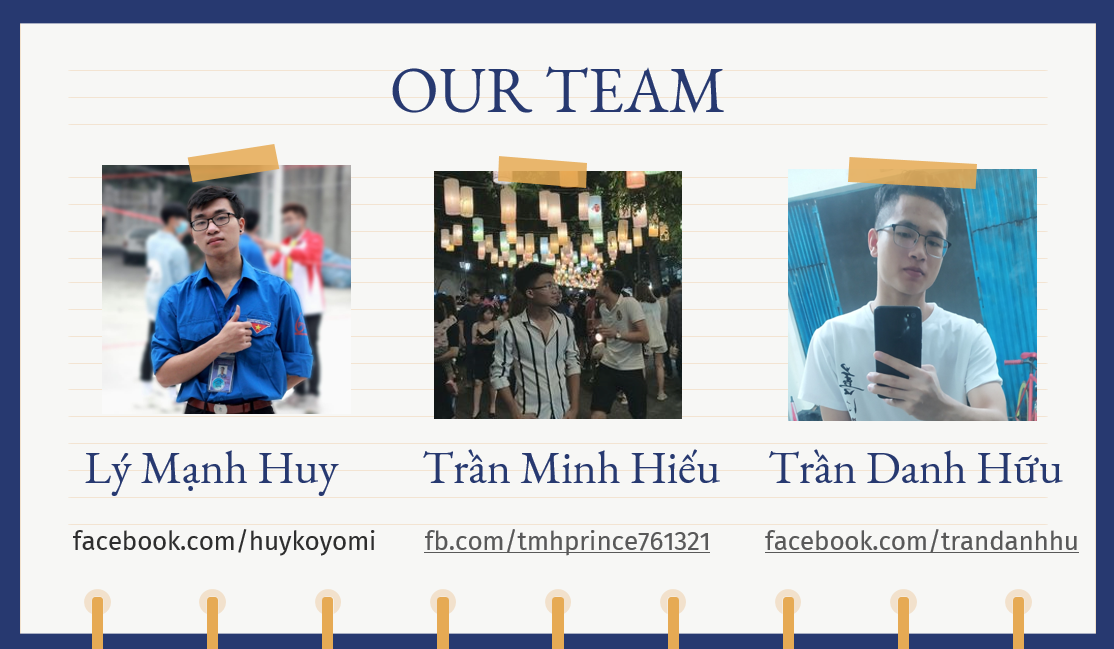 OUR TEAM
Lý Mạnh Huy
Trần Minh Hiếu
Trần Danh Hữu
facebook.com/huykoyomi
fb.com/tmhprince761321
facebook.com/trandanhhu